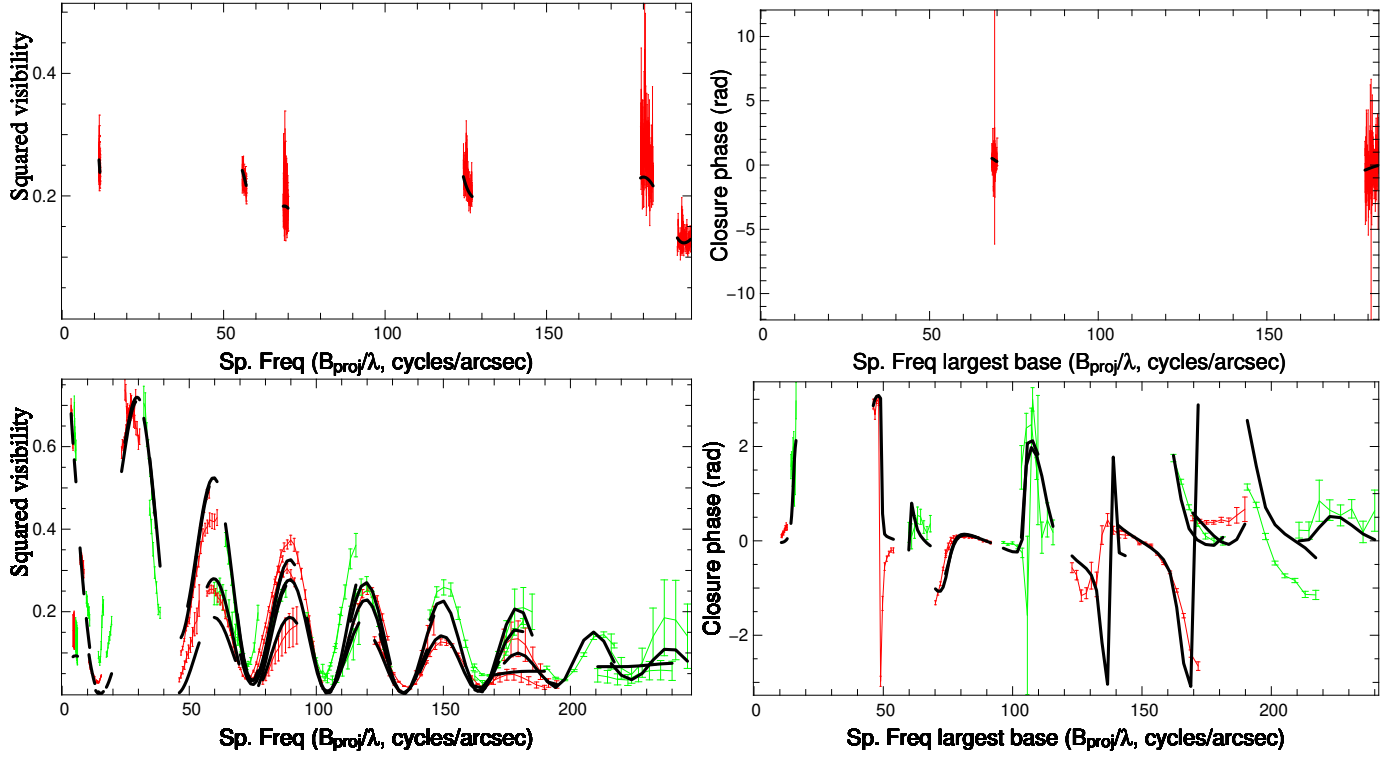 Squared visibility
0.4
0.2
0 50 100 150
Sp. Freq (Bproj/λ, cycles/arcsec)
Closure phase (rad)
10
5
0
−5
−10
0 50 100 150
Sp. Freq largest base (Bproj/λ, cycles/arcsec)
Squared visibility
0.6
0.4
0.2
0 50 100 150 200
Sp. Freq (Bproj/λ, cycles/arcsec)
Closure phase (rad)
2
0
−2
0 50 100 150 200
Sp. Freq largest base (Bproj/λ, cycles/arcsec)